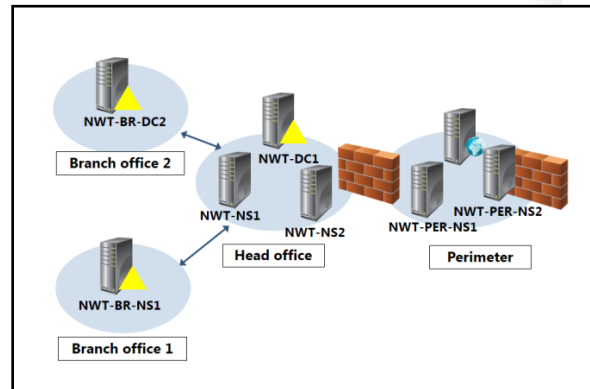 NWT-BR-DC2
Branch office 2
NWT-DC1
NWT-NS1
NWT-NS2
Head office
NWT-PER-NS2
NWT-PER-NS1
Perimeter
NWT-BR-NS1
Branch office 1